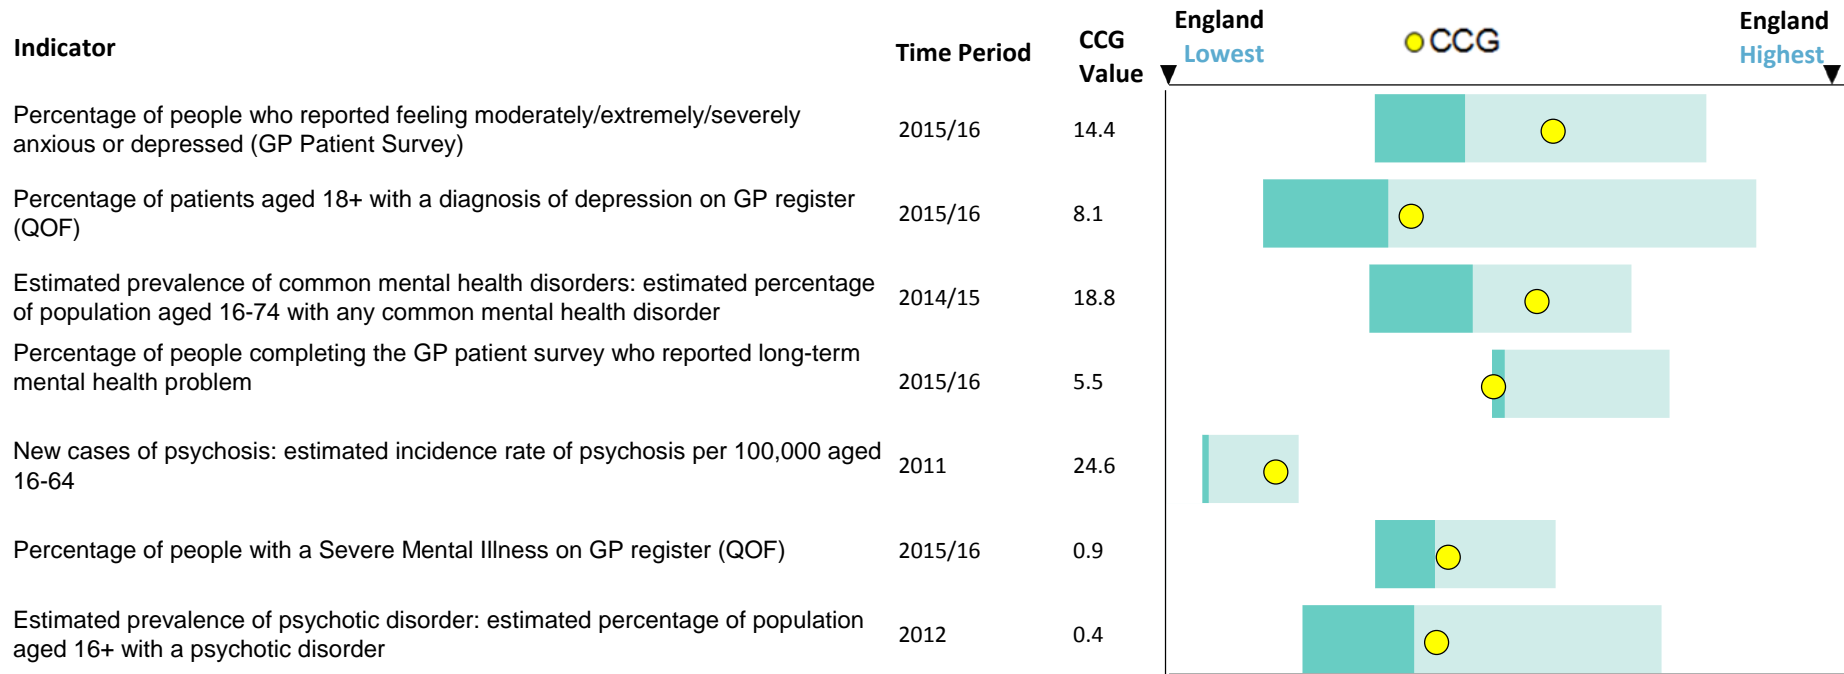 Indicator
Time Period
CCG
Value
England
Lowest
CCG
England
Highest
Percentage of people who reported feeling moderately/extremely/severely
anxious or depressed (GP Patient Survey)
2015/16
14.4
Percentage of patients aged 18+ with a diagnosis of depression on GP register
(QOF)
2015/16
8.1
Estimated prevalence of common mental health disorders: estimated percentage
of population aged 16-74 with any common mental health disorder
2014/15
18.8
Percentage of people completing the GP patient survey who reported long-term
mental health problem
2015/16
5.5
New cases of psychosis: estimated incidence rate of psychosis per 100,000 aged
16-64
2011
24.6
Percentage of people with a Severe Mental Illness on GP register (QOF)
2015/16
0.9
Estimated prevalence of psychotic disorder: estimated percentage of population
aged 16+ with a psychotic disorder
2012
0.4